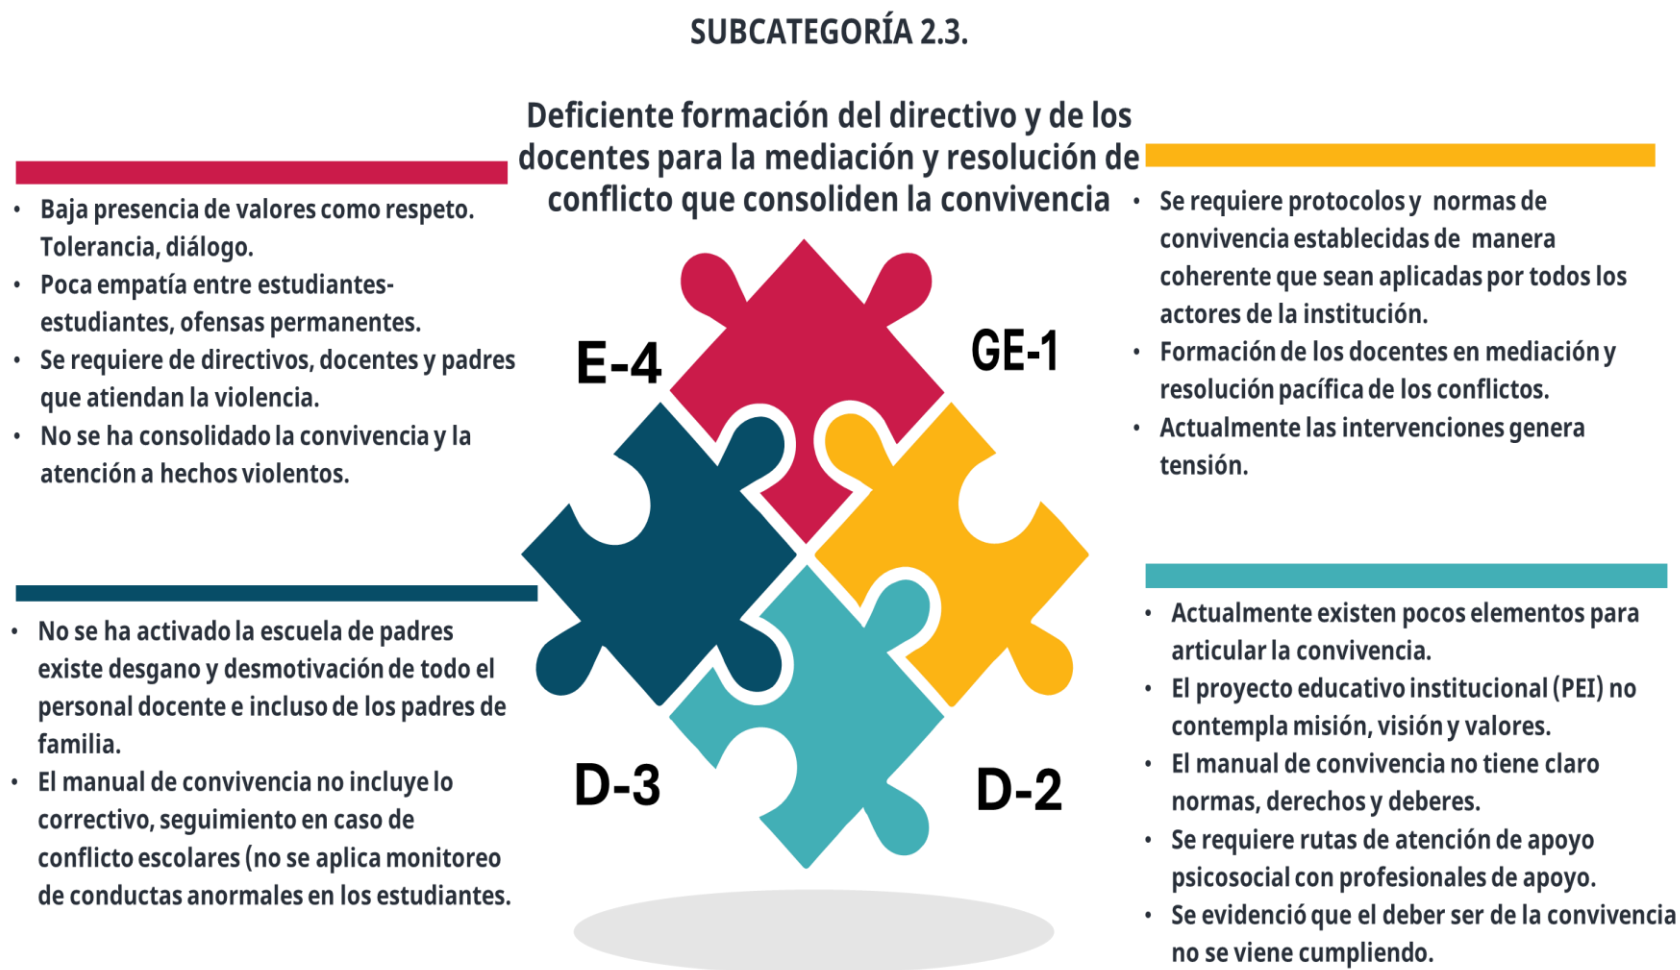 SUBCATEGORÍA 2.3.
Deficiente formación del directivo y de los
docentes para la mediación y resolución de
conflicto que consoliden la convivencia
• Baja presencia de valores como respeto.
Tolerancia, diálogo.
• Poca empatía entre estudiantes-
estudiantes, ofensas permanentes.
• Se requiere de directivos, docentes y padres
que atiendan la violencia.
• No se ha consolidado la convivencia y la
atención a hechos violentos.
E-4
GE-1
• Se requiere protocolos y normas de
convivencia establecidas de manera
coherente que sean aplicadas por todos los
actores de la institución.
• Formación de los docentes en mediación y
resolución pacífica de los conflictos.
• Actualmente las intervenciones genera
tensión.
• No se ha activado la escuela de padres
existe desgano y desmotivación de todo el
personal docente e incluso de los padres de
familia.
• El manual de convivencia no incluye lo
correctivo, seguimiento en caso de
conflicto escolares (no se aplica monitoreo
de conductas anormales en los estudiantes.
D-3
D-2
• Actualmente existen pocos elementos para
articular la convivencia.
• El proyecto educativo institucional (PEI) no
contempla misión, visión y valores.
• El manual de convivencia no tiene claro
normas, derechos y deberes.
• Se requiere rutas de atención de apoyo
psicosocial con profesionales de apoyo.
• Se evidenció que el deber ser de la convivencia
no se viene cumpliendo.